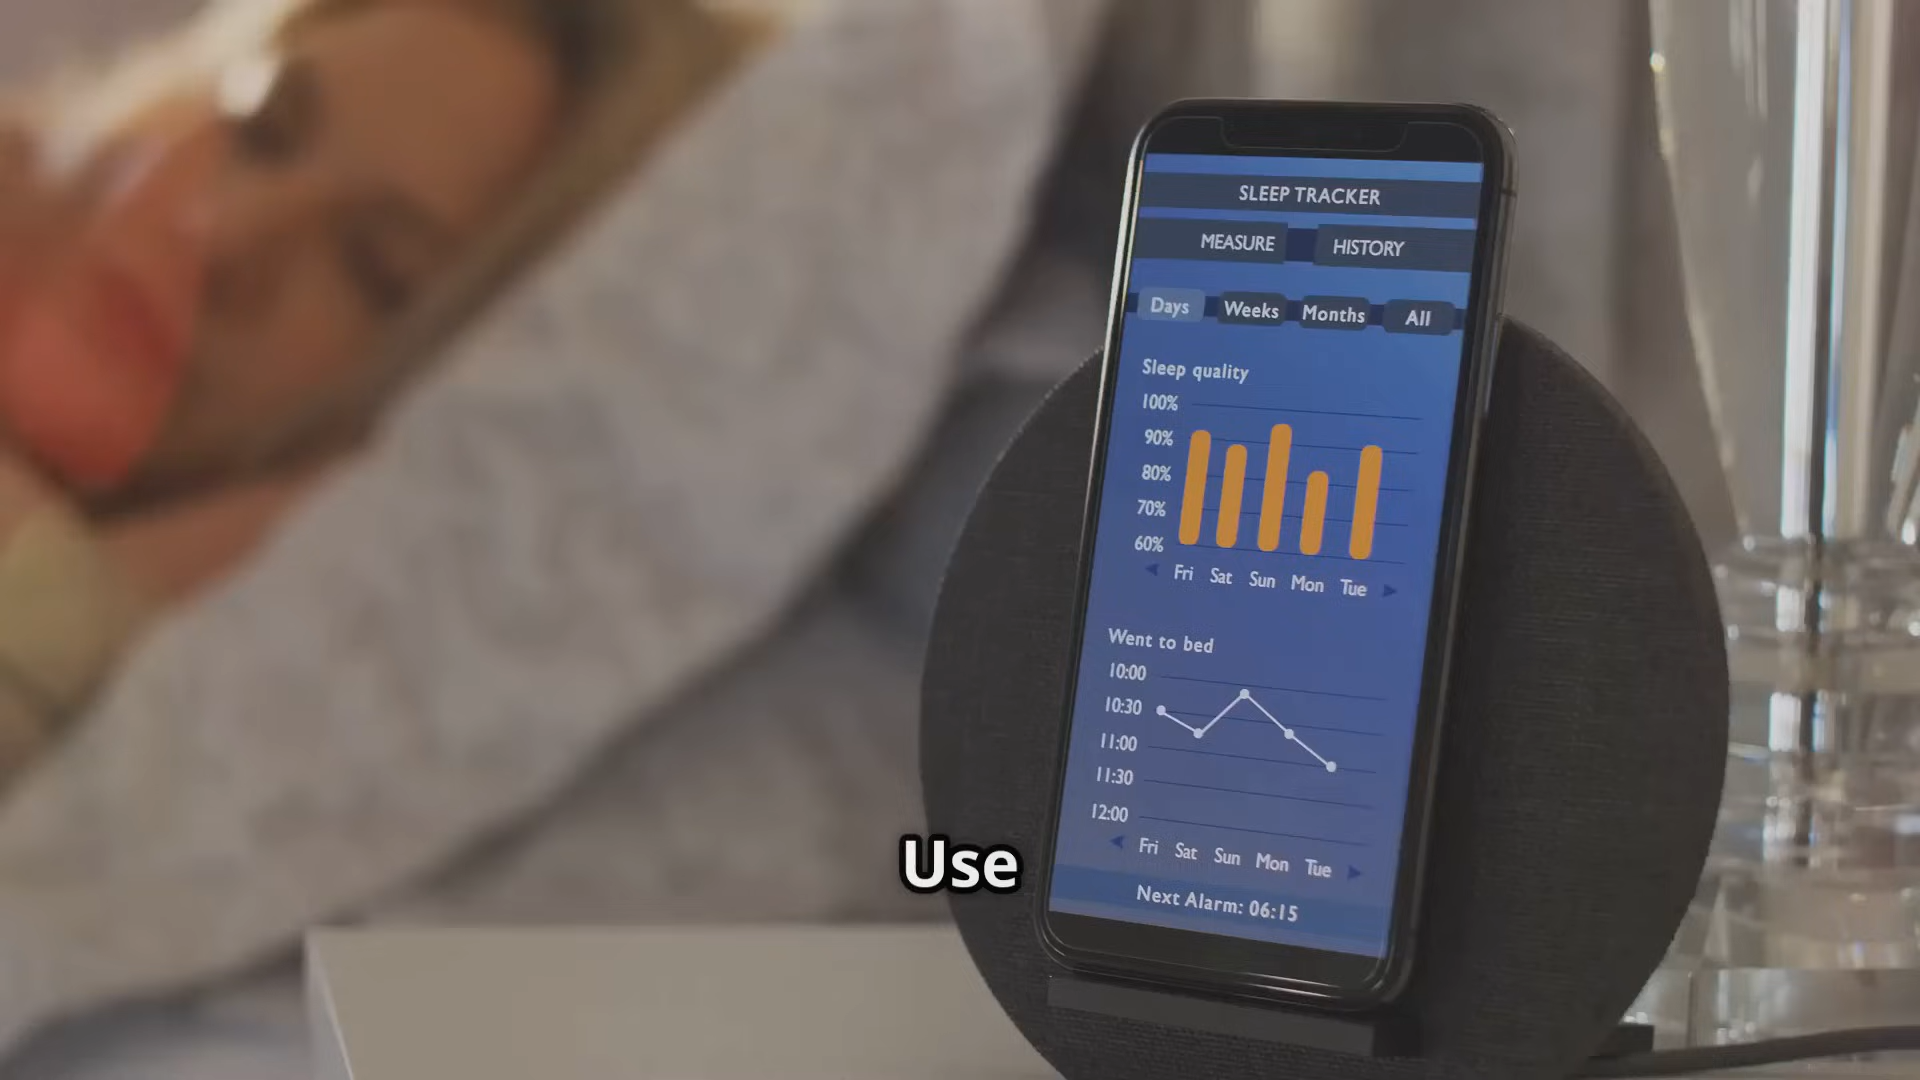 SLEEP TRACKER
MEASURE HISTORY
Days Weeks Months All
Sleep quality
100%
90%
80%
70%
60%
Fri Sat Sun Mon Tue
Went to bed
10:00
10:30
11:00
11:30
12:00
Fri Sat Sun Mon Tue
Next Alarm: 06:15
Use